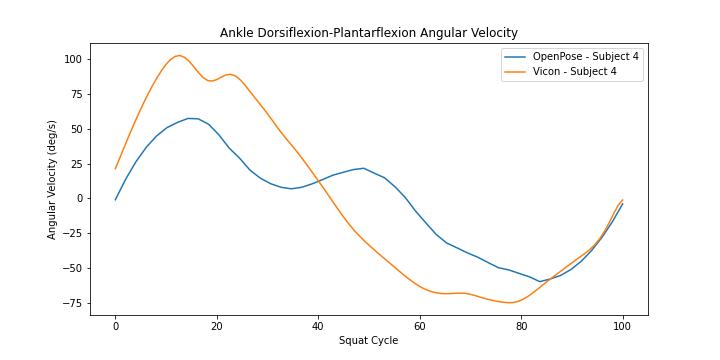 Ankle Dorsiflexion-Plantarflexion Angular Velocity
OpenPose - Subject 4
Vicon - Subject 4
Angular Velocity (deg/s)
100
75
50
25
0
−25
−50
−75
0 20 40 60 80 100
Squat Cycle